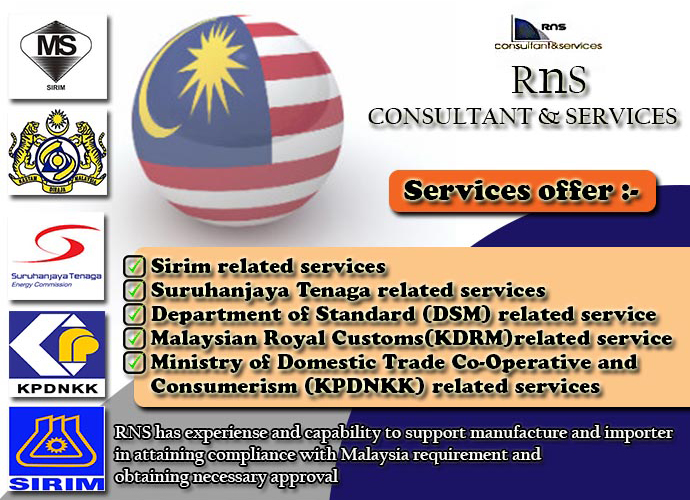 MS
SIRIM
RNS
consultant&services
RnS
CONSULTANT & SERVICES
KASTAM
MALAYSIA
DIRAJA
Services offer :-
Suruhanjaya Tenaga
Energy Commission
Sirim related services
Suruhanjaya Tenaga related services
Department of Standard (DSM) related service
Malaysian Royal Customs(KDRM)related service
Ministry of Domestic Trade Co-Operative and
Consumerism (KPDNKK) related services
KPDNKK
SIRIM
RNS has experiense and capability to support manufacture and importer
in attaining compliance with Malaysia requirement and
obtaining necessary approval